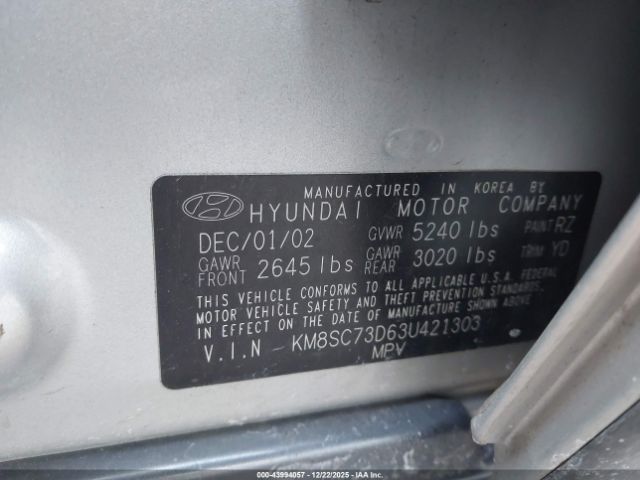 MANUFACTURED IN KOREA BY
HYUNDAI MOTOR COMPANY
DEC/01/02 GVWR 5240 lbs PAINT RZ
GAWR FRONT 2645 lbs GAWR REAR 3020 lbs TRIM YD
THIS VEHICLE CONFORMS TO ALL APPLICABLE U.S.A. FEDERAL
MOTOR VEHICLE SAFETY AND THEFT PREVENTION STANDARDS,
IN EFFECT ON THE DATE OF MANUFACTURE SHOWN ABOVE.
V.I.N - KM8SC73D63U421303
MPV
00-43994057 - 12/22/2025 - IAA Inc.